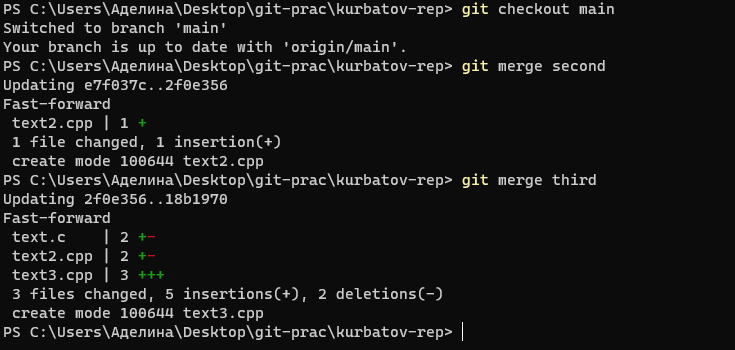 PS C:\Users\Аделина\Desktop\git-prac\kurbatov-rep> git checkout main
Switched to branch 'main'
Your branch is up to date with 'origin/main'.
PS C:\Users\Аделина\Desktop\git-prac\kurbatov-rep> git merge second
Updating e7f037c..2f0e356
Fast-forward
 text2.cpp | 1 +
 1 file changed, 1 insertion(+)
 create mode 100644 text2.cpp
PS C:\Users\Аделина\Desktop\git-prac\kurbatov-rep> git merge third
Updating 2f0e356..18b1970
Fast-forward
 text.c    | 2 +-
 text2.cpp | 2 +-
 text3.cpp | 3 +++
 3 files changed, 5 insertions(+), 2 deletions(-)
 create mode 100644 text3.cpp
PS C:\Users\Аделина\Desktop\git-prac\kurbatov-rep>